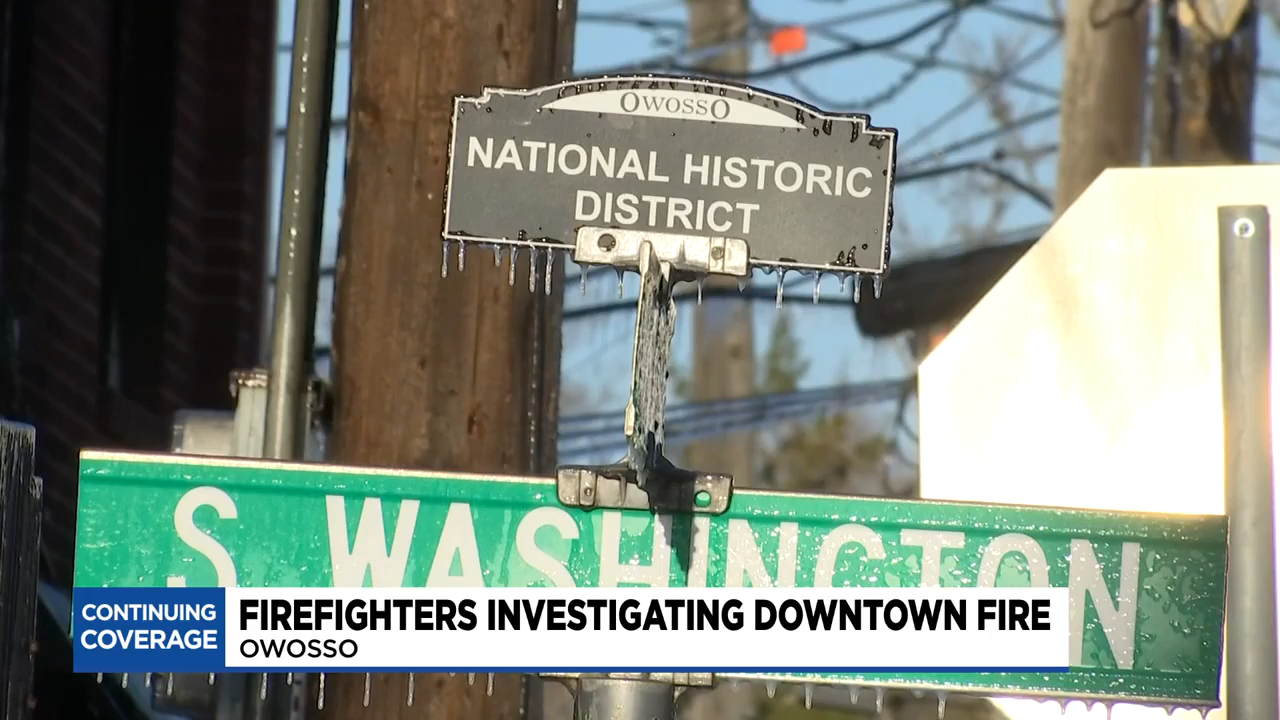 OWOSSO
NATIONAL HISTORIC
DISTRICT
S WASHINGTON
CONTINUING
COVERAGE
FIREFIGHTERS INVESTIGATING DOWNTOWN FIRE
OWOSSO